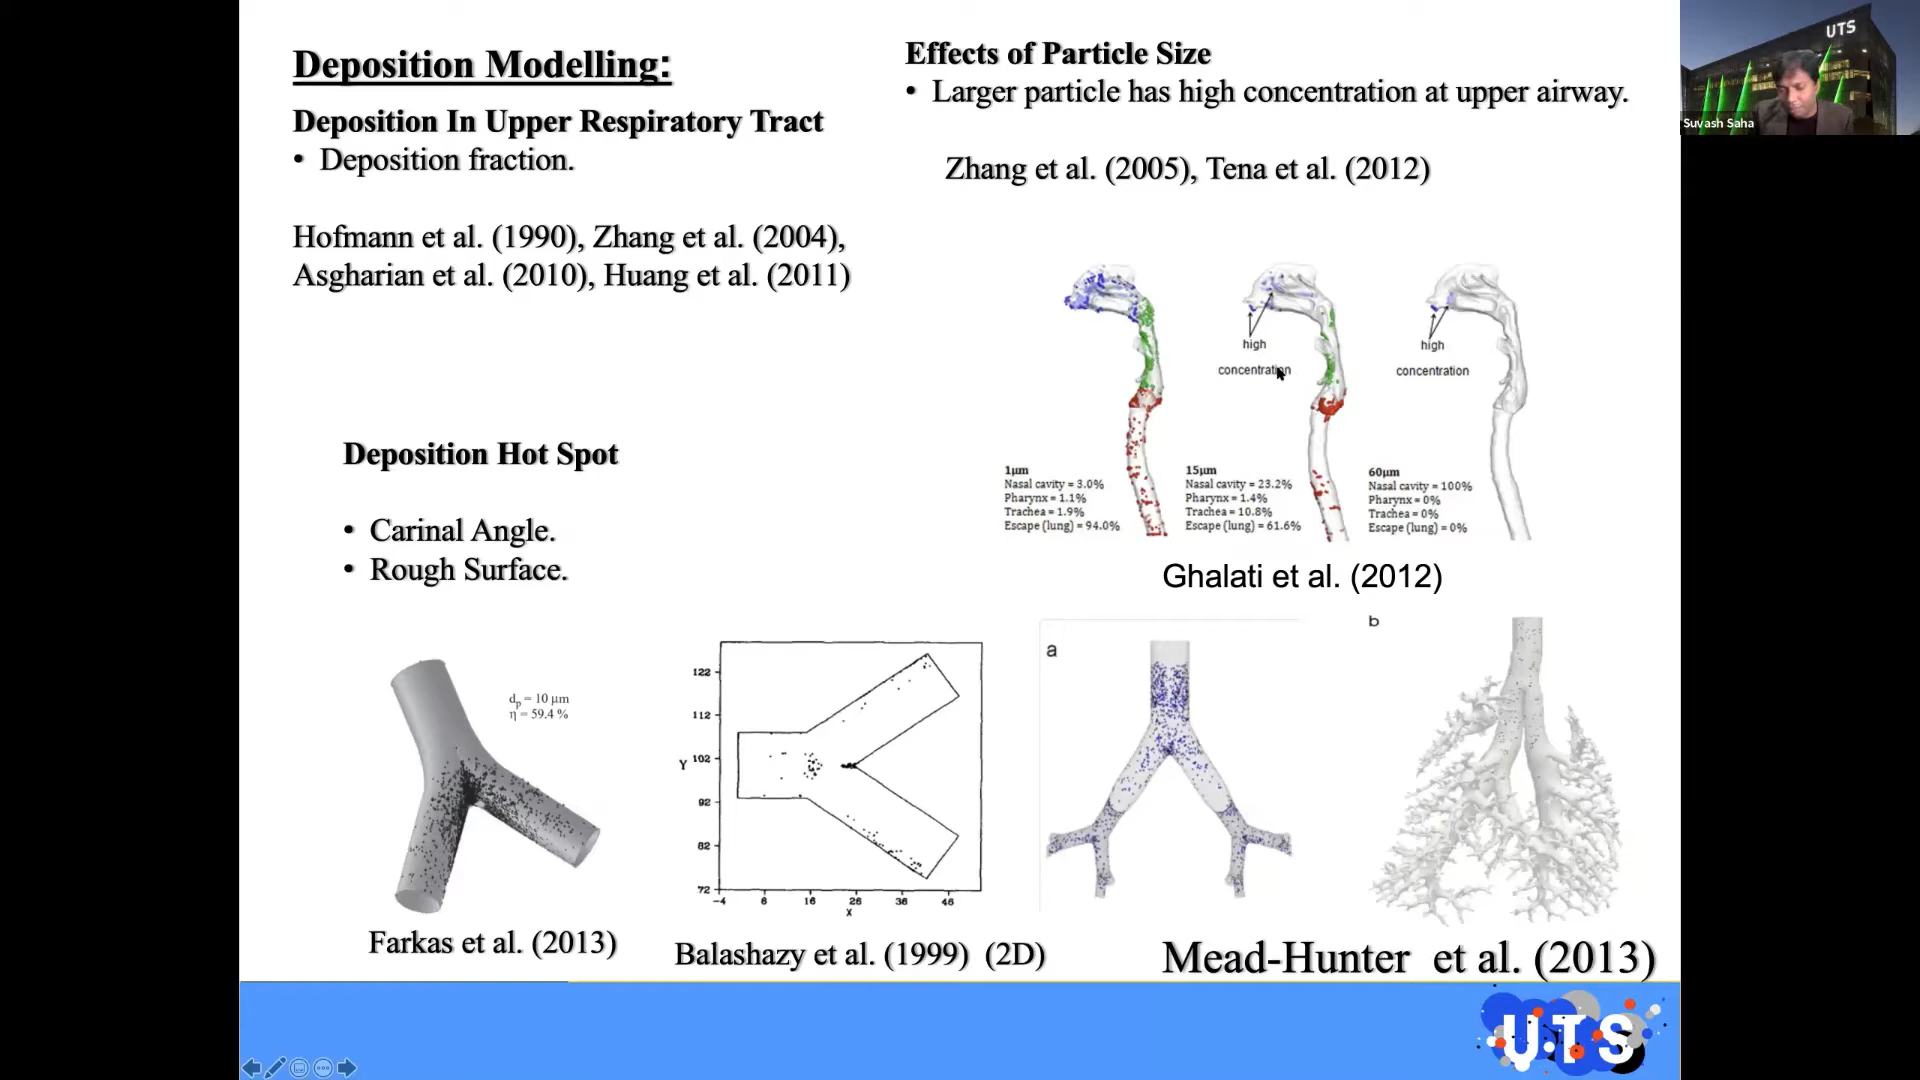 Deposition Modelling:
Deposition In Upper Respiratory Tract
• Deposition fraction.
Hofmann et al. (1990), Zhang et al. (2004),
Asgharian et al. (2010), Huang et al. (2011)
Effects of Particle Size
• Larger particle has high concentration at upper airway.
Zhang et al. (2005), Tena et al. (2012)
UTS
Suvash Saha
high
concentration
high
concentration
1µm
Nasal cavity = 3.0%
Pharynx = 1.1%
Trachea = 1.9%
Escape (lung) = 94.0%
15µm
Nasal cavity = 23.2%
Pharynx = 1.4%
Trachea = 10.8%
Escape (lung) = 61.6%
60µm
Nasal cavity = 100%
Pharynx = 0%
Trachea = 0%
Escape (lung) = 0%
Ghalati et al. (2012)
Deposition Hot Spot
• Carinal Angle.
• Rough Surface.
dp = 10 µm
η = 59.4 %
Farkas et al. (2013)
122
112
102
92
82
72
Y
-4 6 16 26 36 46
X
Balashazy et al. (1999) (2D)
a
b
Mead-Hunter et al. (2013)
UTS